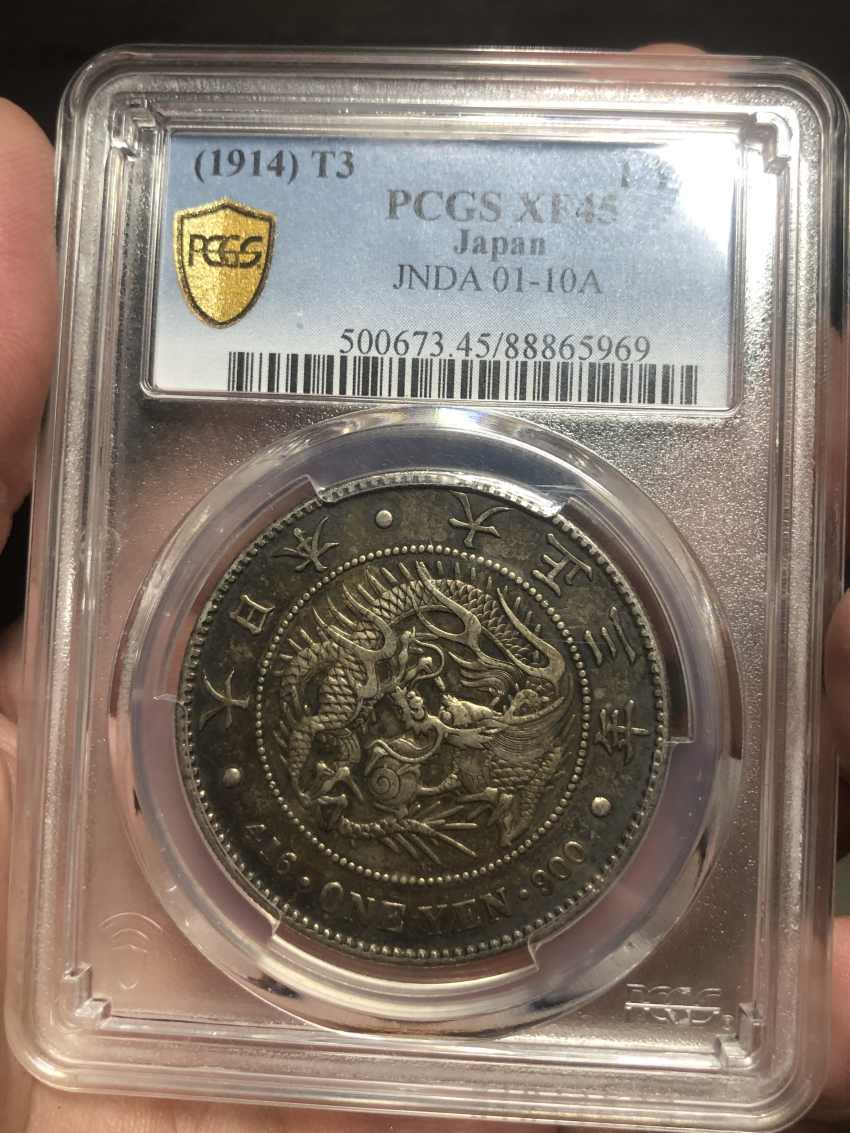 (1914) T3
PCGS XF45
Japan
JNDA 01-10A
500673.45/88865969
PCGS
大日本 · 大正三年
416 · ONE YEN · 900
PCGS